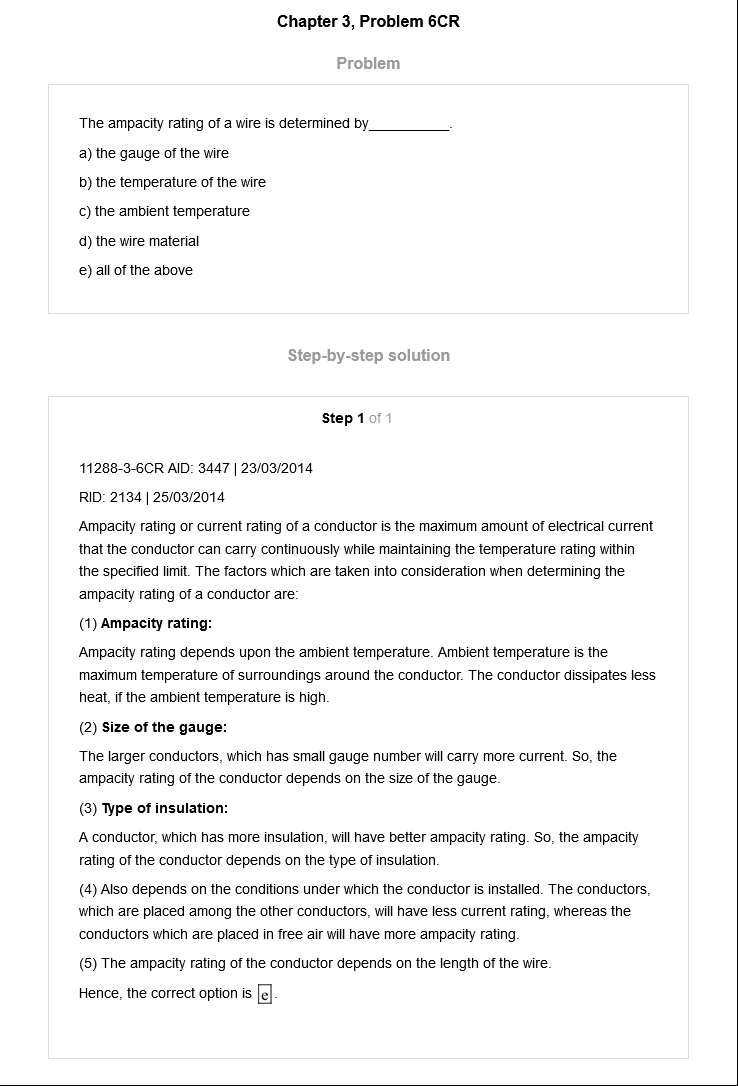 Chapter 3, Problem 6CR
Problem
The ampacity rating of a wire is determined by__________.
a) the gauge of the wire
b) the temperature of the wire
c) the ambient temperature
d) the wire material
e) all of the above
Step-by-step solution
Step 1 of 1
11288-3-6CR AID: 3447 | 23/03/2014
RID: 2134 | 25/03/2014
Ampacity rating or current rating of a conductor is the maximum amount of electrical current
that the conductor can carry continuously while maintaining the temperature rating within
the specified limit. The factors which are taken into consideration when determining the
ampacity rating of a conductor are:
(1) Ampacity rating:
Ampacity rating depends upon the ambient temperature. Ambient temperature is the
maximum temperature of surroundings around the conductor. The conductor dissipates less
heat, if the ambient temperature is high.
(2) Size of the gauge:
The larger conductors, which has small gauge number will carry more current. So, the
ampacity rating of the conductor depends on the size of the gauge.
(3) Type of insulation:
A conductor, which has more insulation, will have better ampacity rating. So, the ampacity
rating of the conductor depends on the type of insulation.
(4) Also depends on the conditions under which the conductor is installed. The conductors,
which are placed among the other conductors, will have less current rating, whereas the
conductors which are placed in free air will have more ampacity rating.
(5) The ampacity rating of the conductor depends on the length of the wire.
Hence, the correct option is e.